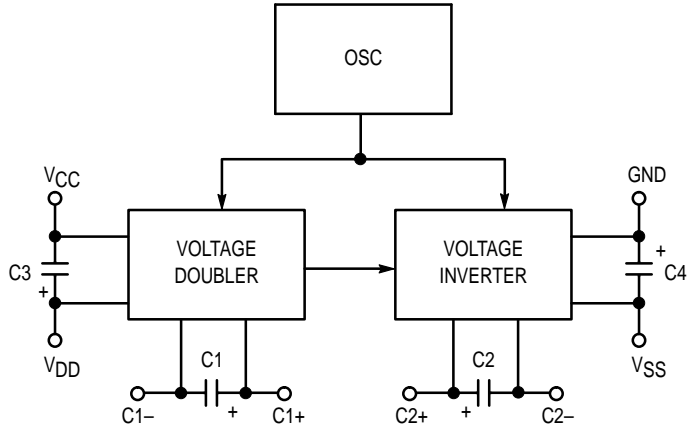 OSC
VCC
GND
VOLTAGE
DOUBLER
VOLTAGE
INVERTER
C3
+
+
C4
VDD
VSS
C1
C2
C1–
+
C1+
C2+
+
C2–